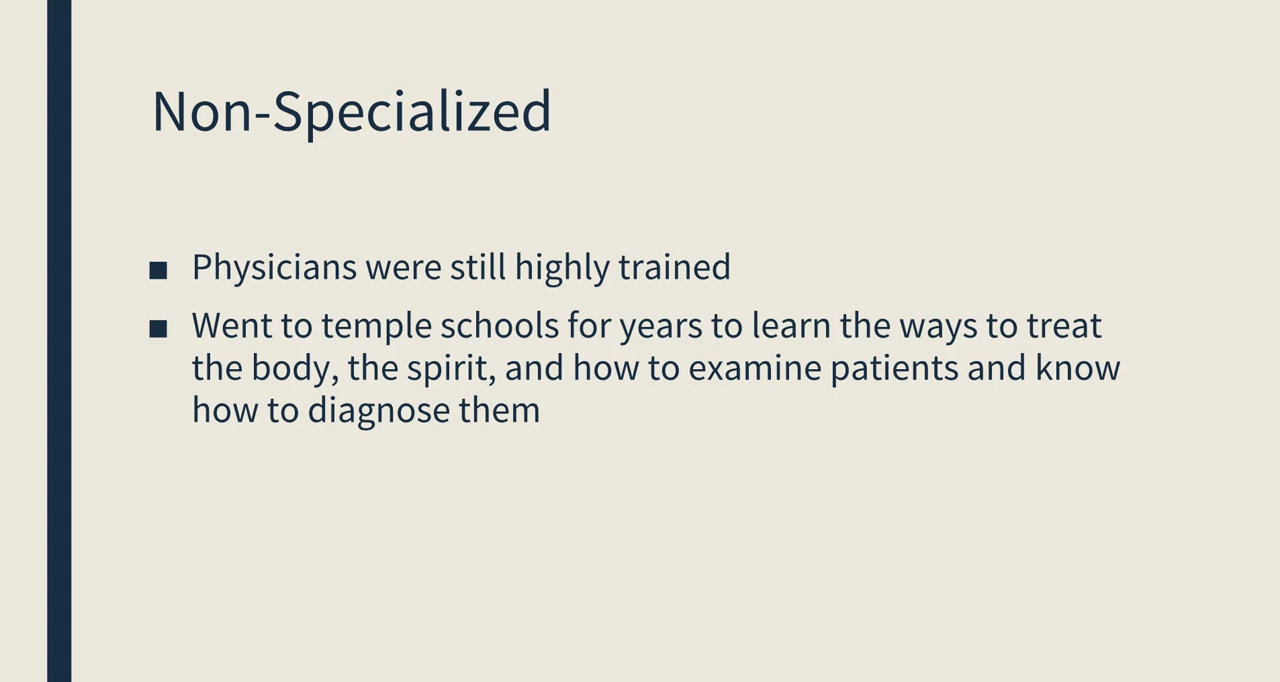 Non-Specialized
■ Physicians were still highly trained
■ Went to temple schools for years to learn the ways to treat
the body, the spirit, and how to examine patients and know
how to diagnose them